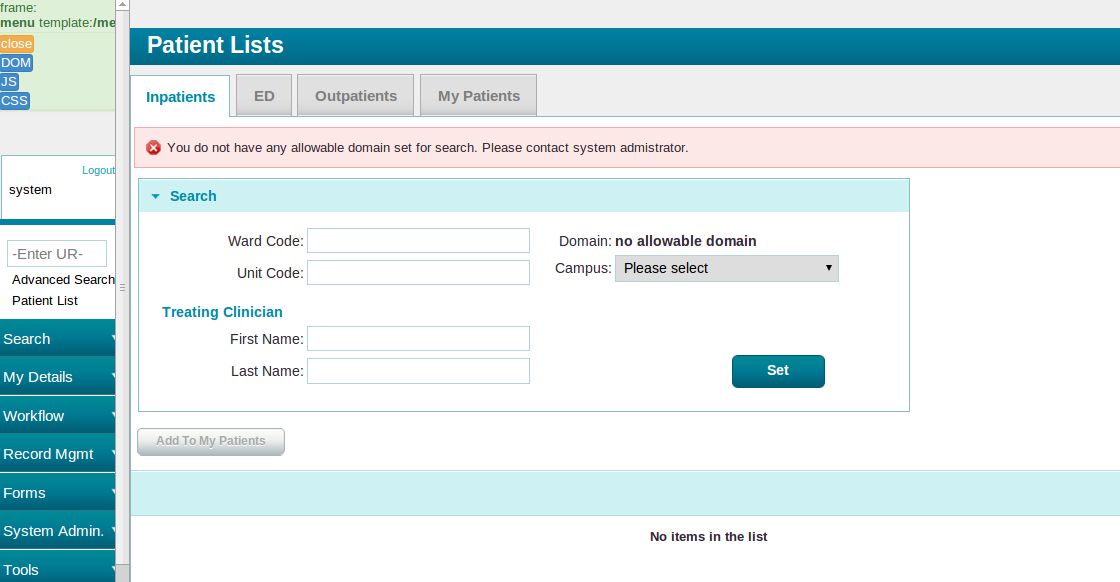 frame:
menu template:/me
close
DOM
JS
CSS
Logout
system
-Enter UR-
Advanced Search
Patient List
Search
My Details
Workflow
Record Mgmt
Forms
System Admin.
Tools
Patient Lists
Inpatients
ED
Outpatients
My Patients
You do not have any allowable domain set for search. Please contact system admistrator.
Search
Ward Code:
Domain: no allowable domain
Unit Code:
Campus: Please select
Treating Clinician
First Name:
Last Name:
Set
Add To My Patients
No items in the list